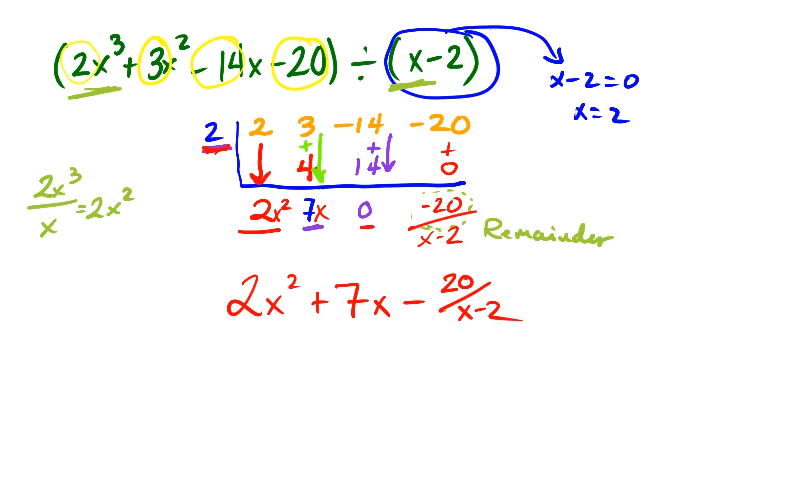 (2x³ + 3x² - 14x - 20) ÷ (x - 2)
x - 2 = 0
x = 2
2 2 3 -14 -20
+ + +
4 14 0
2x³/x = 2x²
2x² 7x 0 -20/x-2 Remainder
2x² + 7x - 20/x-2